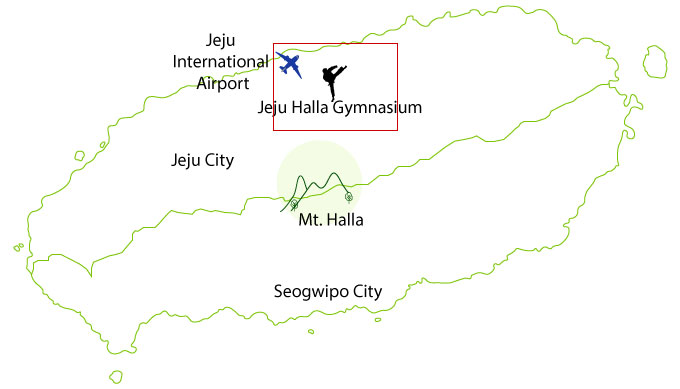 Jeju
International
Airport
Jeju Halla Gymnasium
Jeju City
Mt. Halla
Seogwipo City